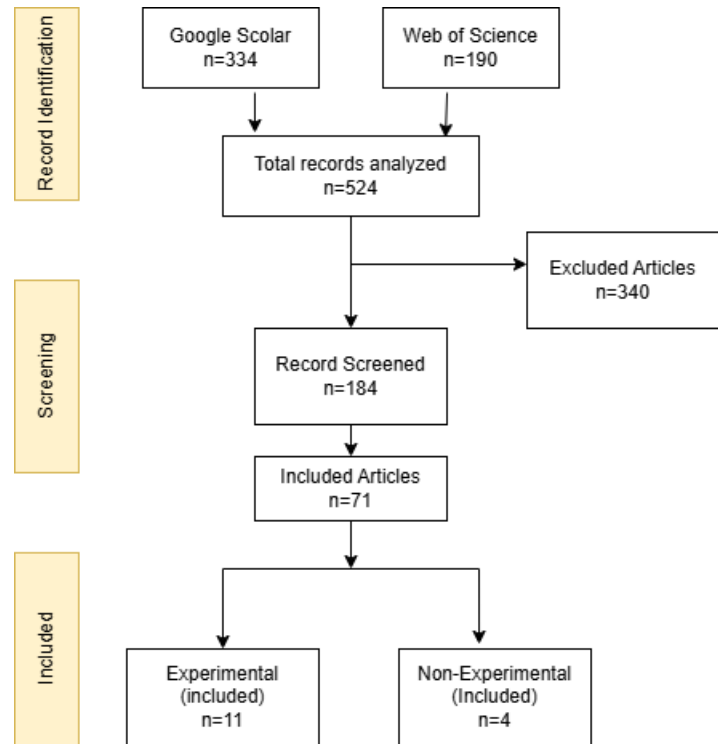 Record Identification
Google Scolar
n=334
Web of Science
n=190
Total records analyzed
n=524
Excluded Articles
n=340
Screening
Record Screened
n=184
Included Articles
n=71
Included
Experimental
(included)
n=11
Non-Experimental
(Included)
n=4